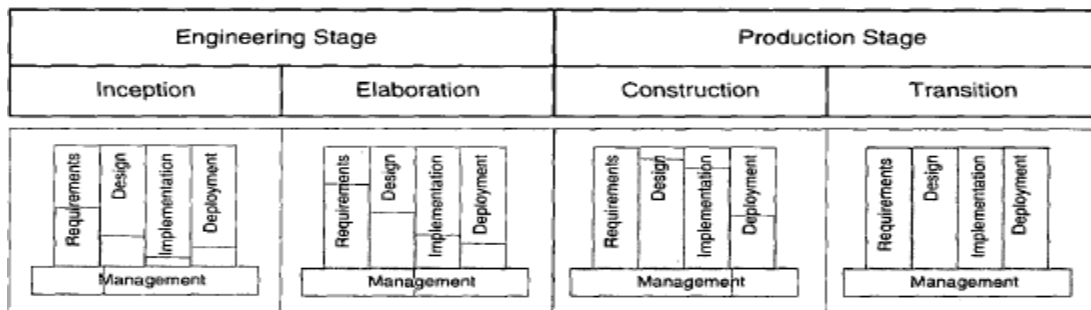 Engineering Stage Production Stage
Inception Elaboration Construction Transition
Requirements Design Implementation Deployment Requirements Design Implementation Deployment Requirements Design Implementation Deployment Requirements Design Implementation Deployment
Management Management Management Management